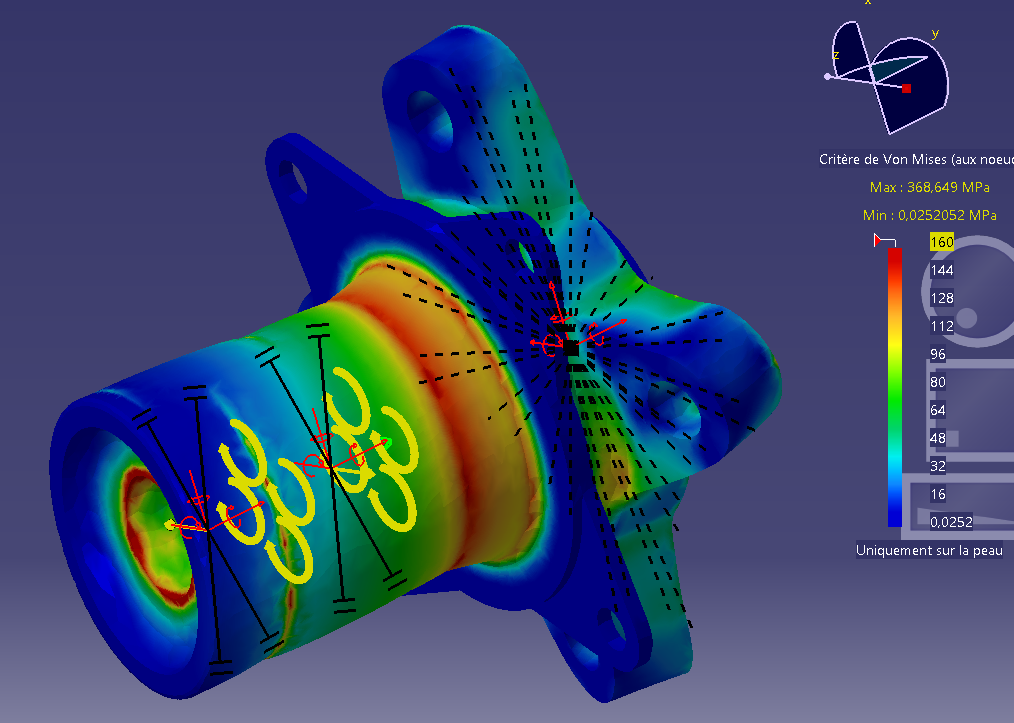 x
y
z
Critère de Von Mises (aux noeu
Max : 368,649 MPa
Min : 0,0252052 MPa
160
144
128
112
96
80
64
48
32
16
0,0252
Uniquement sur la peau